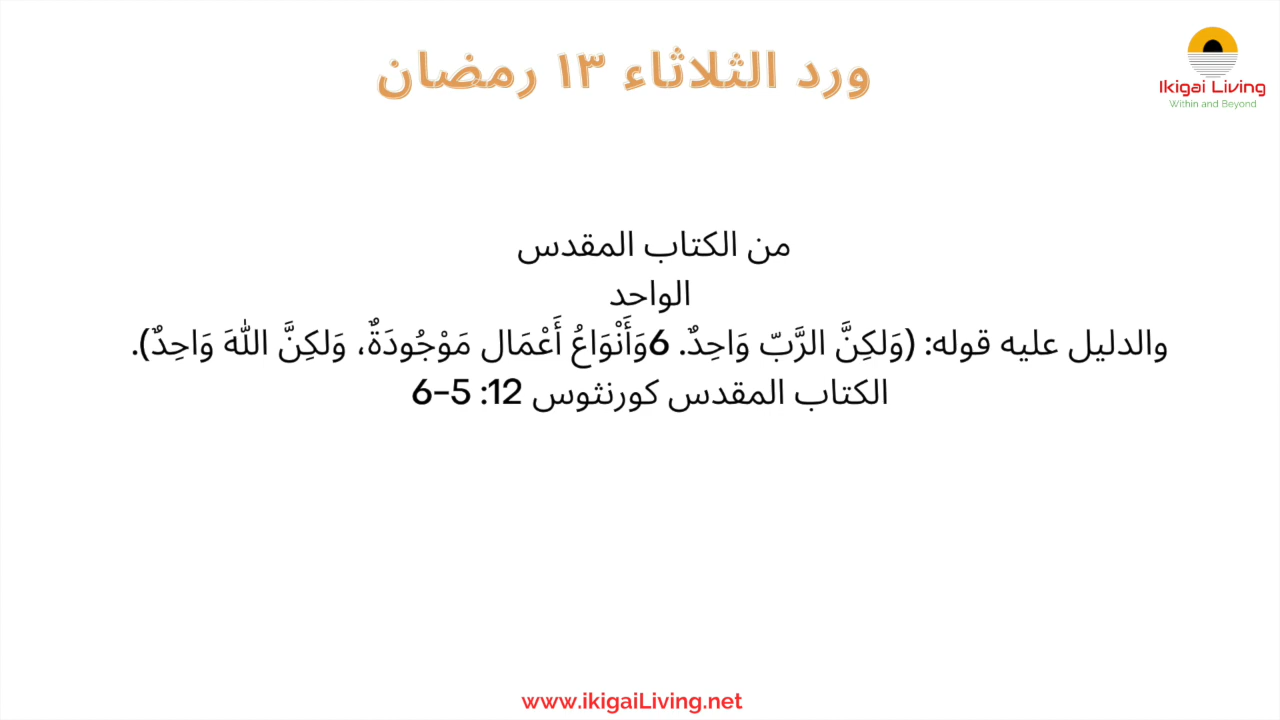 ورد الثلاثاء ١٣ رمضان
Ikigai Living
Within and Beyond
من الكتاب المقدس
الواحد
والدليل عليه قوله: (وَلكِنَّ الرَّبّ وَاحِدٌ. 6وَأَنْوَاعُ أَعْمَال مَوْجُودَةٌ، وَلكِنَّ اللهَ وَاحِدٌ).
الكتاب المقدس كورنثوس 12: 5-6
www.ikigaiLiving.net